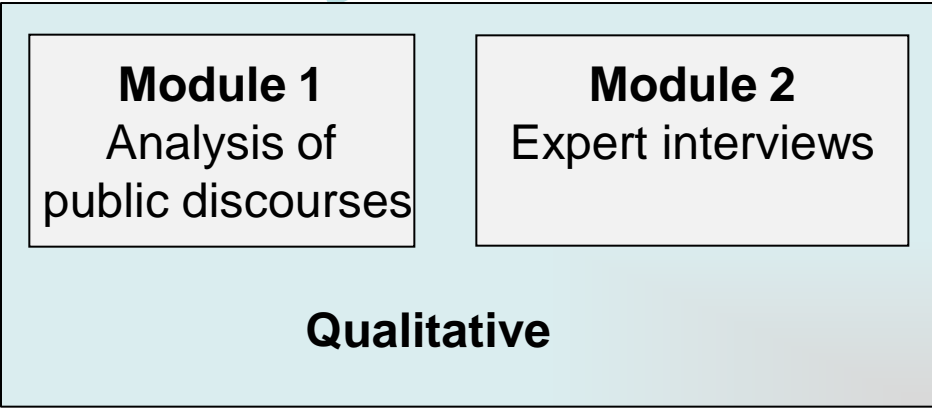 Module 1
Analysis of
public discourses
Module 2
Expert interviews
Qualitative